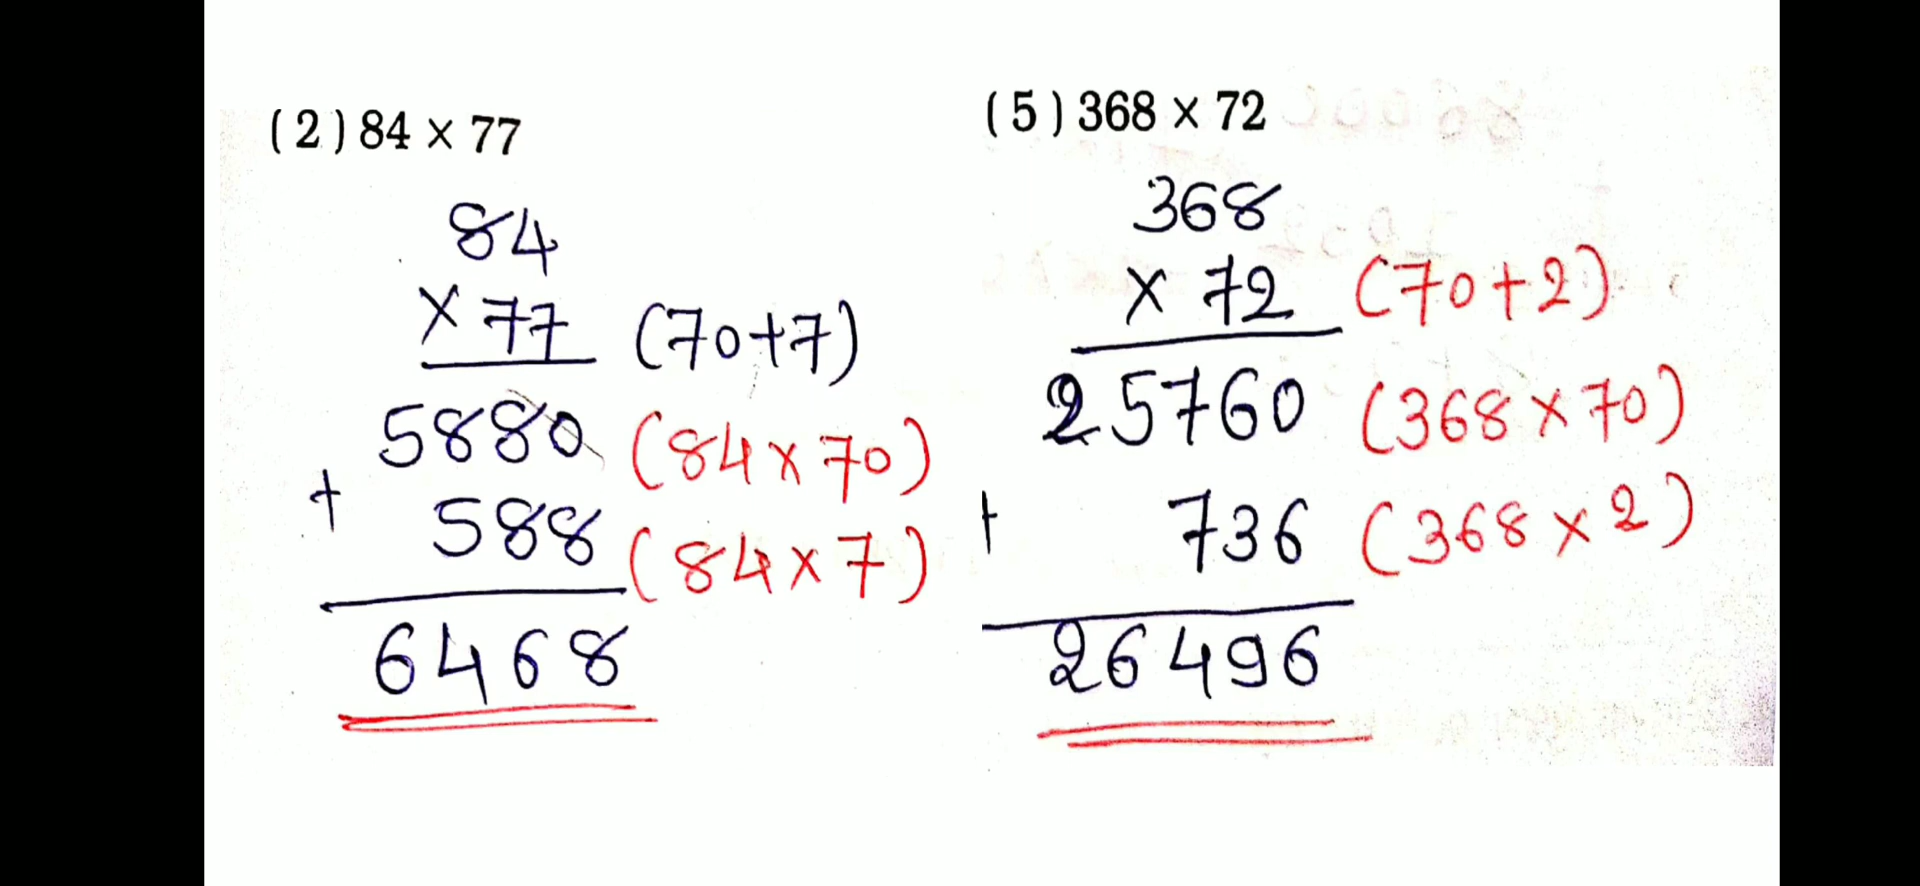 (2) 84 × 77
84
× 77 (70+7)
5880 (84 × 70)
+ 588 (84 × 7)
6468
(5) 368 × 72
368
× 72 (70+2)
25760 (368 × 70)
+ 736 (368 × 2)
26496